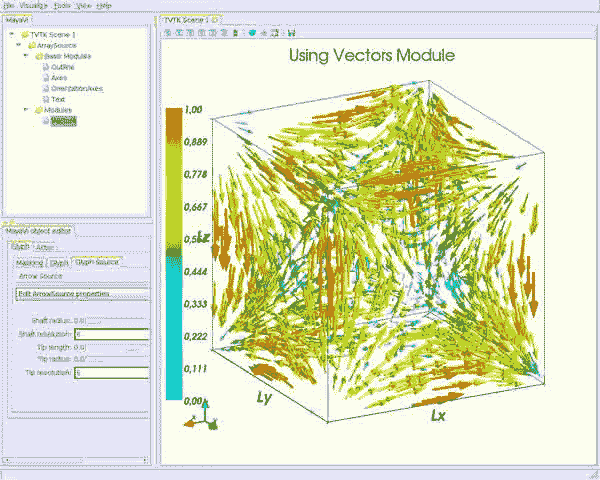 File Visualize Tools View Help
MayaVi
TVTK Scene 1
ArraySource
Basic Modules
Outline
Axes
OrientationAxes
Text
Modules
Vectors
MayaVi object editor
Glyph Actor
Masking Glyph Glyph Source
Arrow Source
Edit ArrowSource properties
Shaft radius: 0.0
Shaft resolution: 6
Tip length: 0.0
Tip radius: 0.0
Tip resolution: 6
TVTK Scene 1
Using Vectors Module
1,00
0,889
0,778
0,667
0,444
0,333
0,222
0,111
0,00
Lz
Ly
Lx